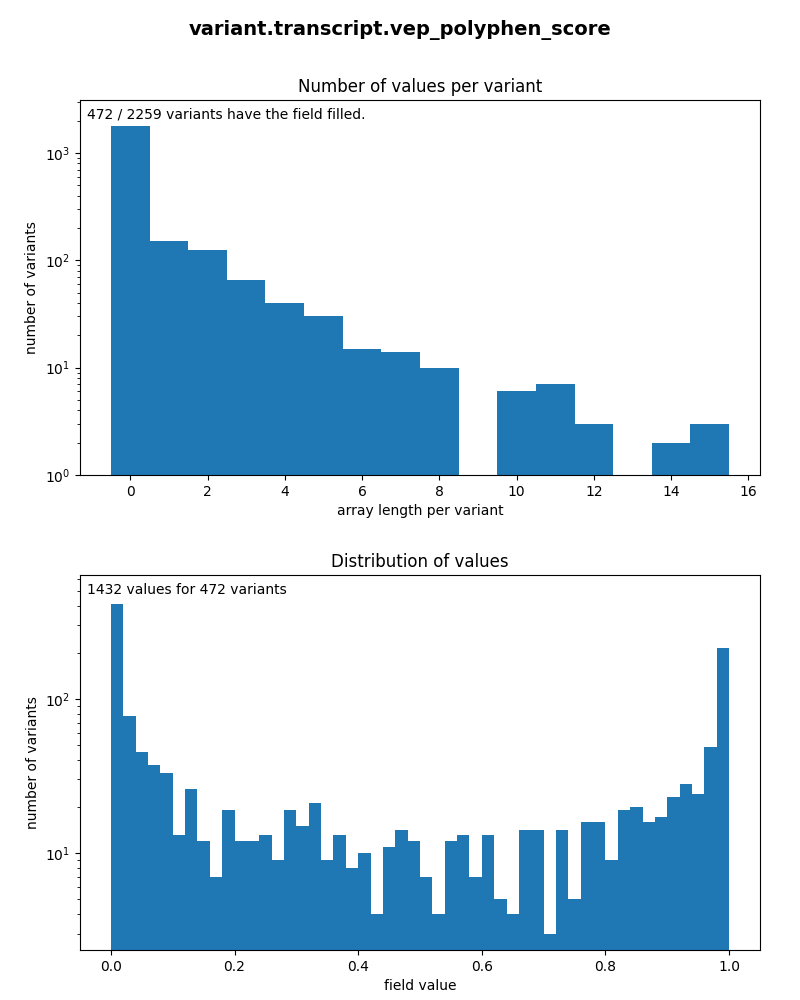 variant.transcript.vep_polyphen_score
Number of values per variant
472 / 2259 variants have the field filled.
number of variants
10³
10²
10¹
10⁰
0 2 4 6 8 10 12 14 16
array length per variant
Distribution of values
1432 values for 472 variants
number of variants
10²
10¹
0.0 0.2 0.4 0.6 0.8 1.0
field value